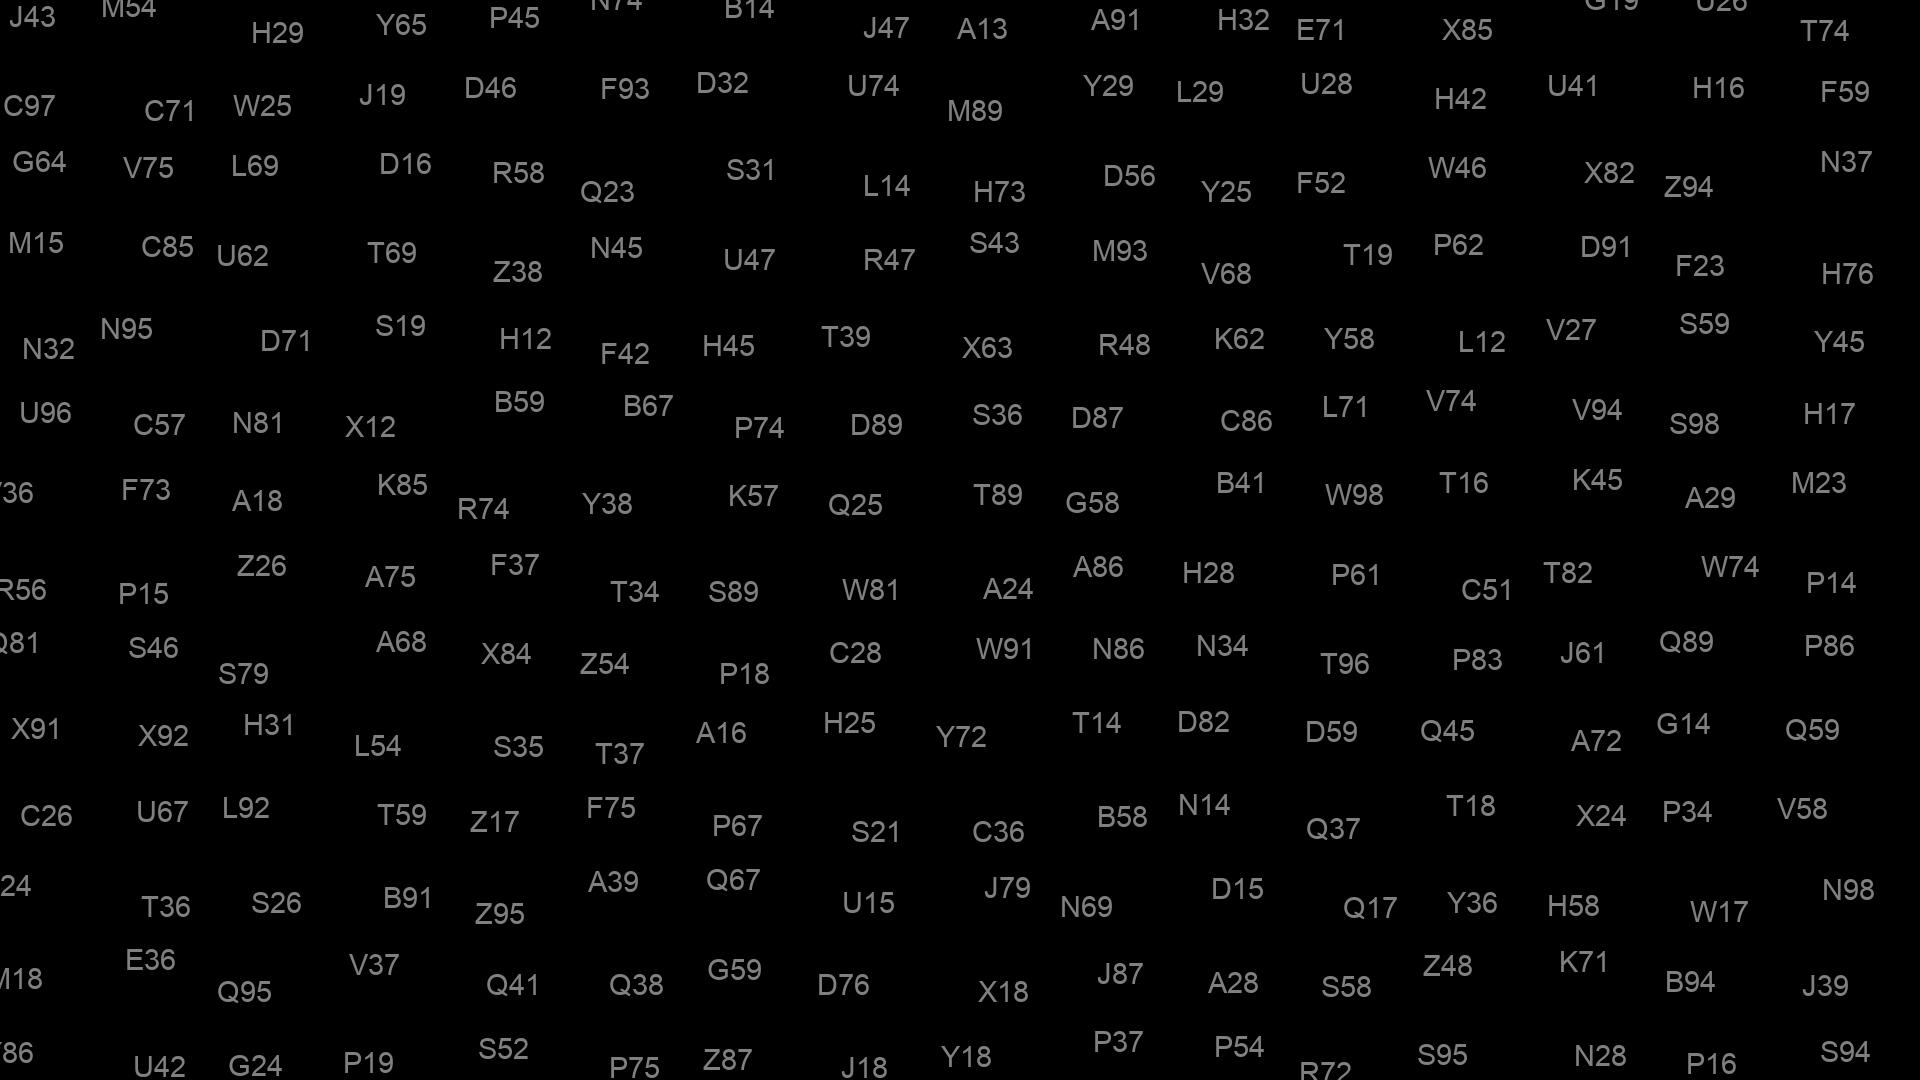 J43 M54 H29 Y65 P45 N74 B14 J47 A13 A91 H32 E71 X85 G19 U26 T74
C97 C71 W25 J19 D46 F93 D32 U74 M89 Y29 L29 U28 H42 U41 H16 F59
G64 V75 L69 D16 R58 Q23 S31 L14 H73 D56 Y25 F52 W46 X82 Z94 N37
M15 C85 U62 T69 Z38 N45 U47 R47 S43 M93 V68 T19 P62 D91 F23 H76
N32 N95 D71 S19 H12 F42 H45 T39 X63 R48 K62 Y58 L12 V27 S59 Y45
U96 C57 N81 X12 B59 B67 P74 D89 S36 D87 C86 L71 V74 V94 S98 H17
F73 A18 K85 R74 Y38 K57 Q25 T89 G58 B41 W98 T16 K45 A29 M23
R56 P15 Z26 A75 F37 T34 S89 W81 A24 A86 H28 P61 C51 T82 W74 P14
Q81 S46 S79 A68 X84 Z54 P18 C28 W91 N86 N34 T96 P83 J61 Q89 P86
X91 X92 H31 L54 S35 T37 A16 H25 Y72 T14 D82 D59 Q45 A72 G14 Q59
C26 U67 L92 T59 Z17 F75 P67 S21 C36 B58 N14 Q37 T18 X24 P34 V58
24 T36 S26 B91 Z95 A39 Q67 U15 J79 N69 D15 Q17 Y36 H58 W17 N98
M18 E36 Q95 V37 Q41 Q38 G59 D76 X18 J87 A28 S58 Z48 K71 B94 J39
U42 G24 P19 S52 P75 Z87 J18 Y18 P37 P54 R72 S95 N28 P16 S94